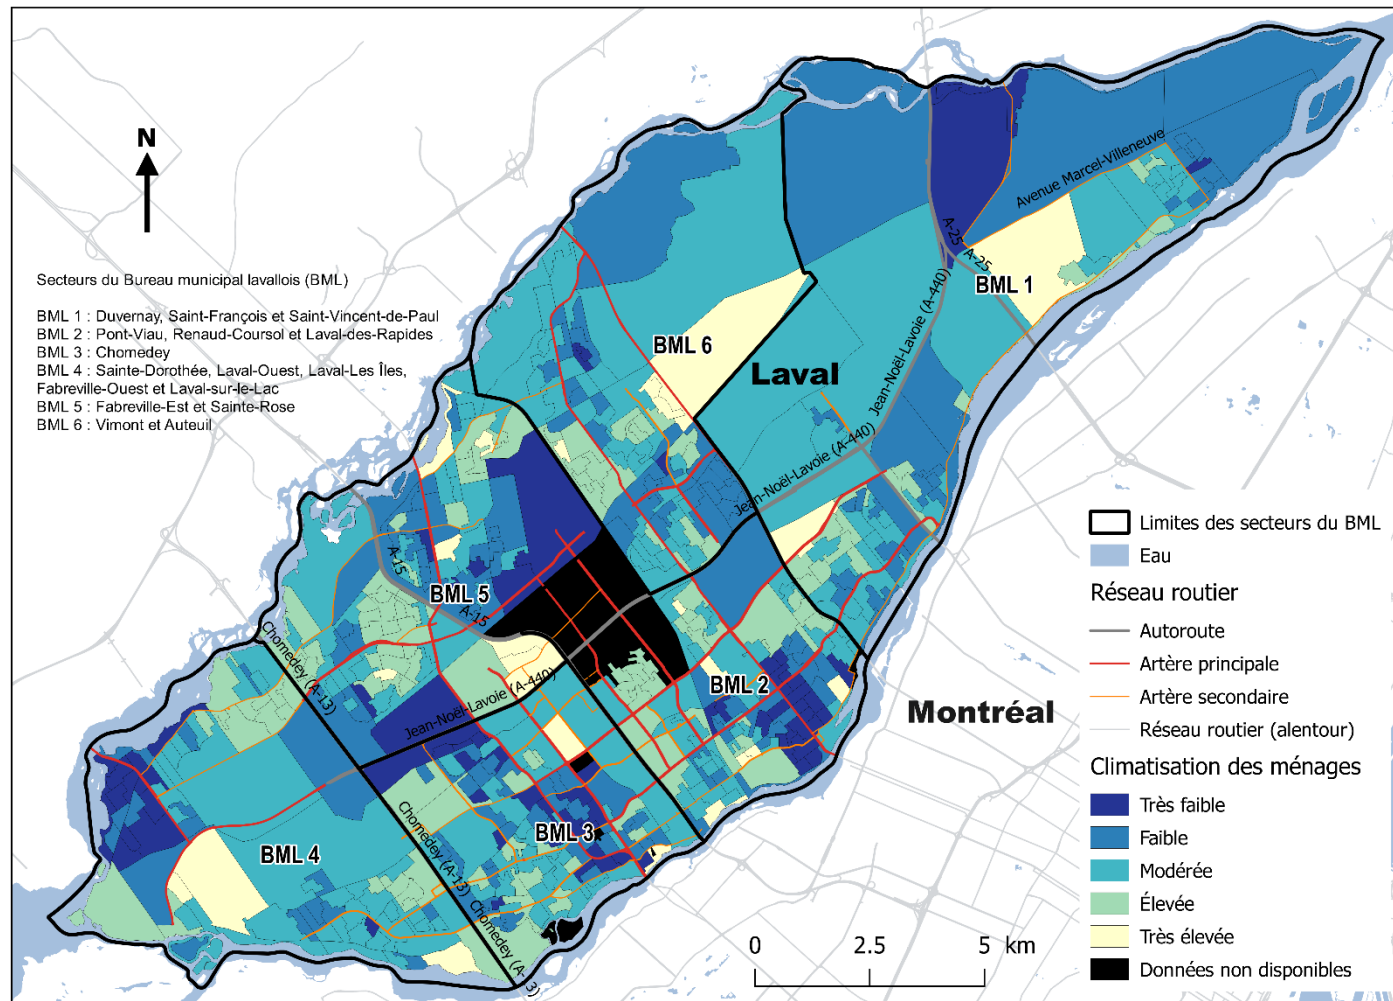 N
Secteurs du Bureau municipal lavallois (BML)
BML 1 : Duvernay, Saint-François et Saint-Vincent-de-Paul
BML 2 : Pont-Viau, Renaud-Coursol et Laval-des-Rapides
BML 3 : Chomedey
BML 4 : Sainte-Dorothée, Laval-Ouest, Laval-Les Îles,
Fabreville-Ouest et Laval-sur-le-Lac
BML 5 : Fabreville-Est et Sainte-Rose
BML 6 : Vimont et Auteuil
Avenue Marcel-Villeneuve
A-25
A-25
BML 1
Jean-Noël-Lavoie (A-440)
BML 6
Laval
Jean-Noël-Lavoie (A-440)
Jean-Noël-Lavoie (A-440)
A-15
BML 5
A-15
Chomedey (A-13)
Jean-Noël-Lavoie (A-440)
BML 2
Montréal
BML 3
BML 4
Chomedey (A-13)
Chomedey (A-13)
0 2.5 5 km
Limites des secteurs du BML
Eau
Réseau routier
Autoroute
Artère principale
Artère secondaire
Réseau routier (alentour)
Climatisation des ménages
Très faible
Faible
Modérée
Élevée
Très élevée
Données non disponibles